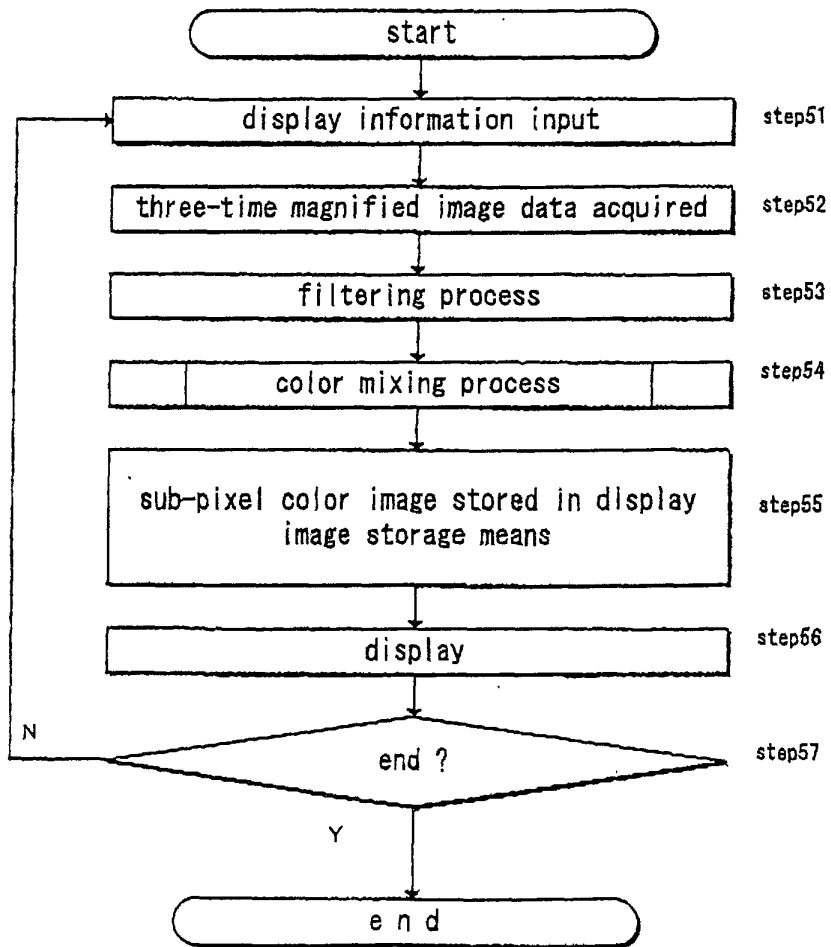 start
display information input
step51
three-time magnified image data acquired
step52
filtering process
step53
color mixing process
step54
sub-pixel color image stored in display
image storage means
step55
display
step56
end ?
step57
N
Y
end